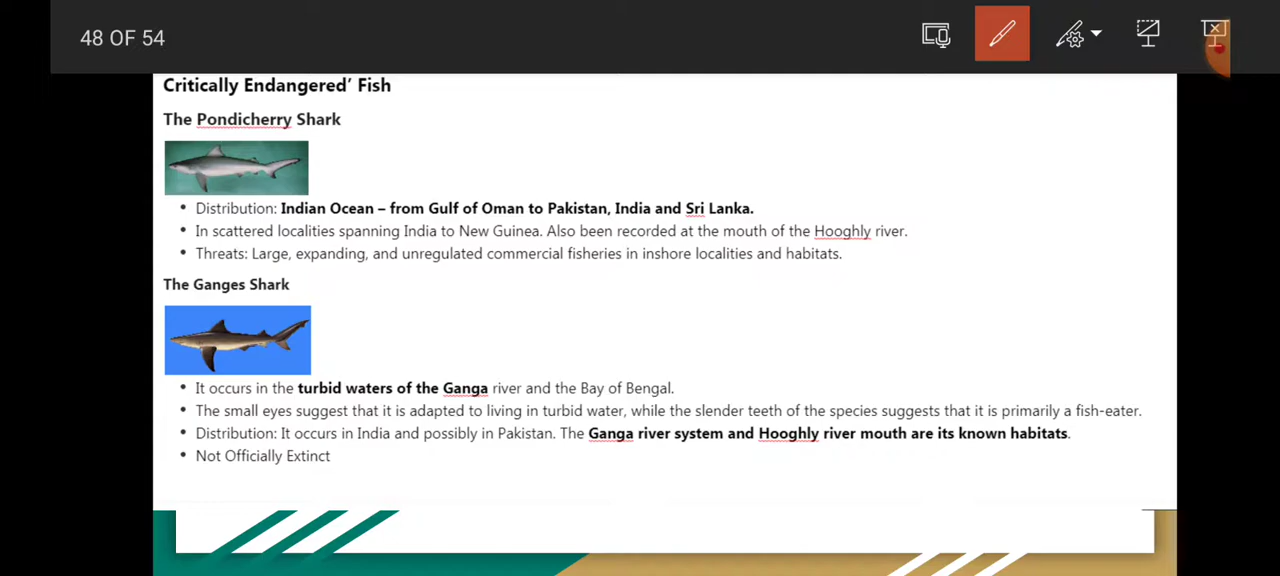 48 OF 54
Critically Endangered’ Fish
The Pondicherry Shark
• Distribution: Indian Ocean – from Gulf of Oman to Pakistan, India and Sri Lanka.
• In scattered localities spanning India to New Guinea. Also been recorded at the mouth of the Hooghly river.
• Threats: Large, expanding, and unregulated commercial fisheries in inshore localities and habitats.
The Ganges Shark
• It occurs in the turbid waters of the Ganga river and the Bay of Bengal.
• The small eyes suggest that it is adapted to living in turbid water, while the slender teeth of the species suggests that it is primarily a fish-eater.
• Distribution: It occurs in India and possibly in Pakistan. The Ganga river system and Hooghly river mouth are its known habitats.
• Not Officially Extinct